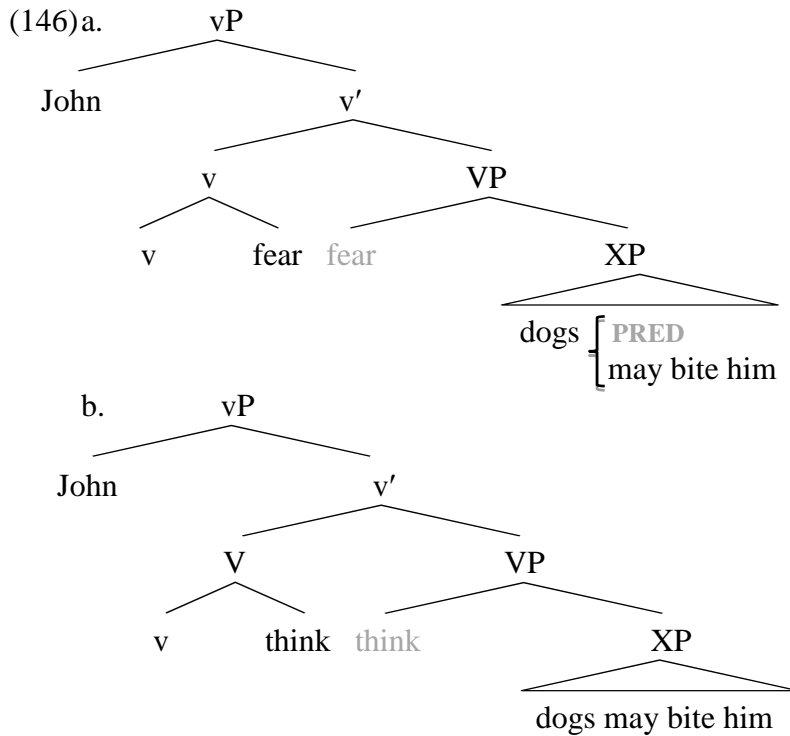 (146) a. vP
John v′
v VP
v fear fear XP
dogs PRED
may bite him
b. vP
John v′
V VP
v think think XP
dogs may bite him